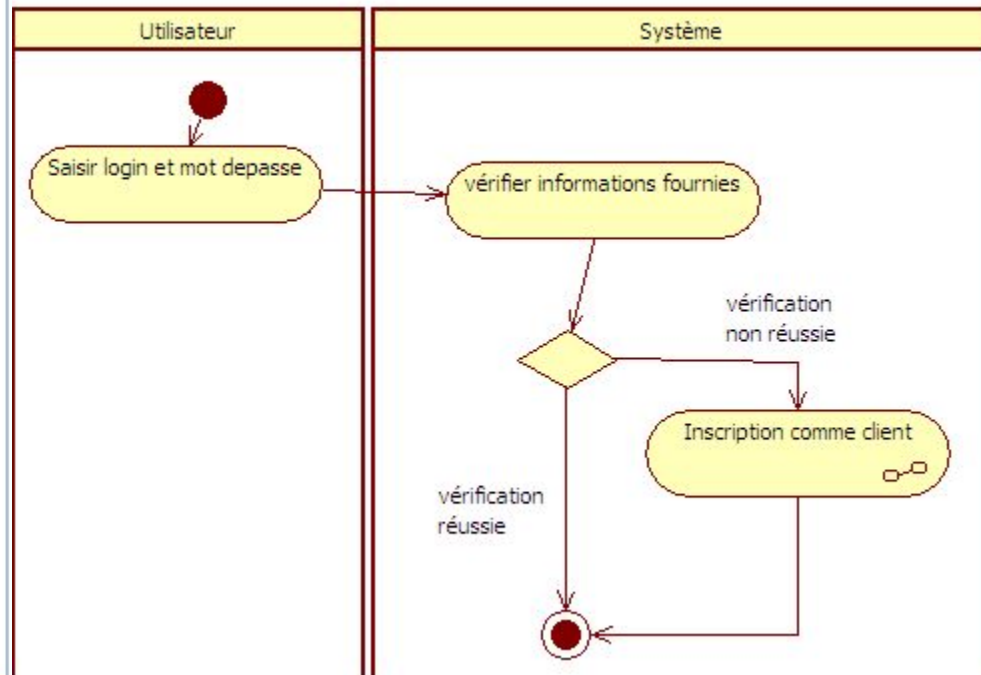 Utilisateur
Système
Saisir login et mot depasse
vérifier informations fournies
vérification
non réussie
Inscription comme client
vérification
réussie